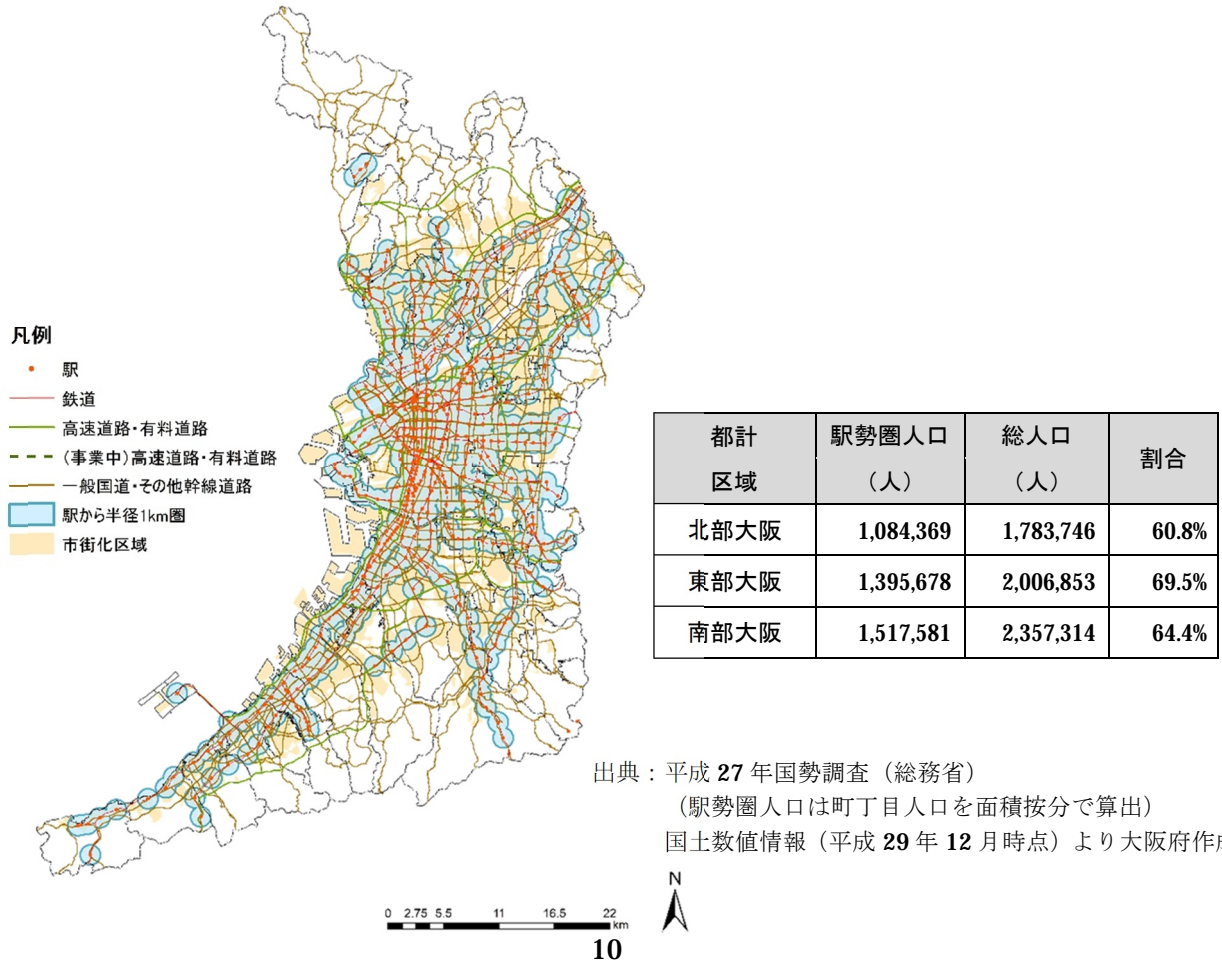 凡例
駅
鉄道
高速道路・有料道路
(事業中)高速道路・有料道路
一般国道・その他幹線道路
駅から半径1km圏
市街化区域
都計 駅勢圏人口 総人口 割合
区域 （人） （人）
北部大阪 1,084,369 1,783,746 60.8%
東部大阪 1,395,678 2,006,853 69.5%
南部大阪 1,517,581 2,357,314 64.4%
出典：平成 27 年国勢調査（総務省）
（駅勢圏人口は町丁目人口を面積按分で算出）
国土数値情報（平成 29 年 12 月時点）より大阪府作成
N
0 2.75 5.5 11 16.5 22
km
10